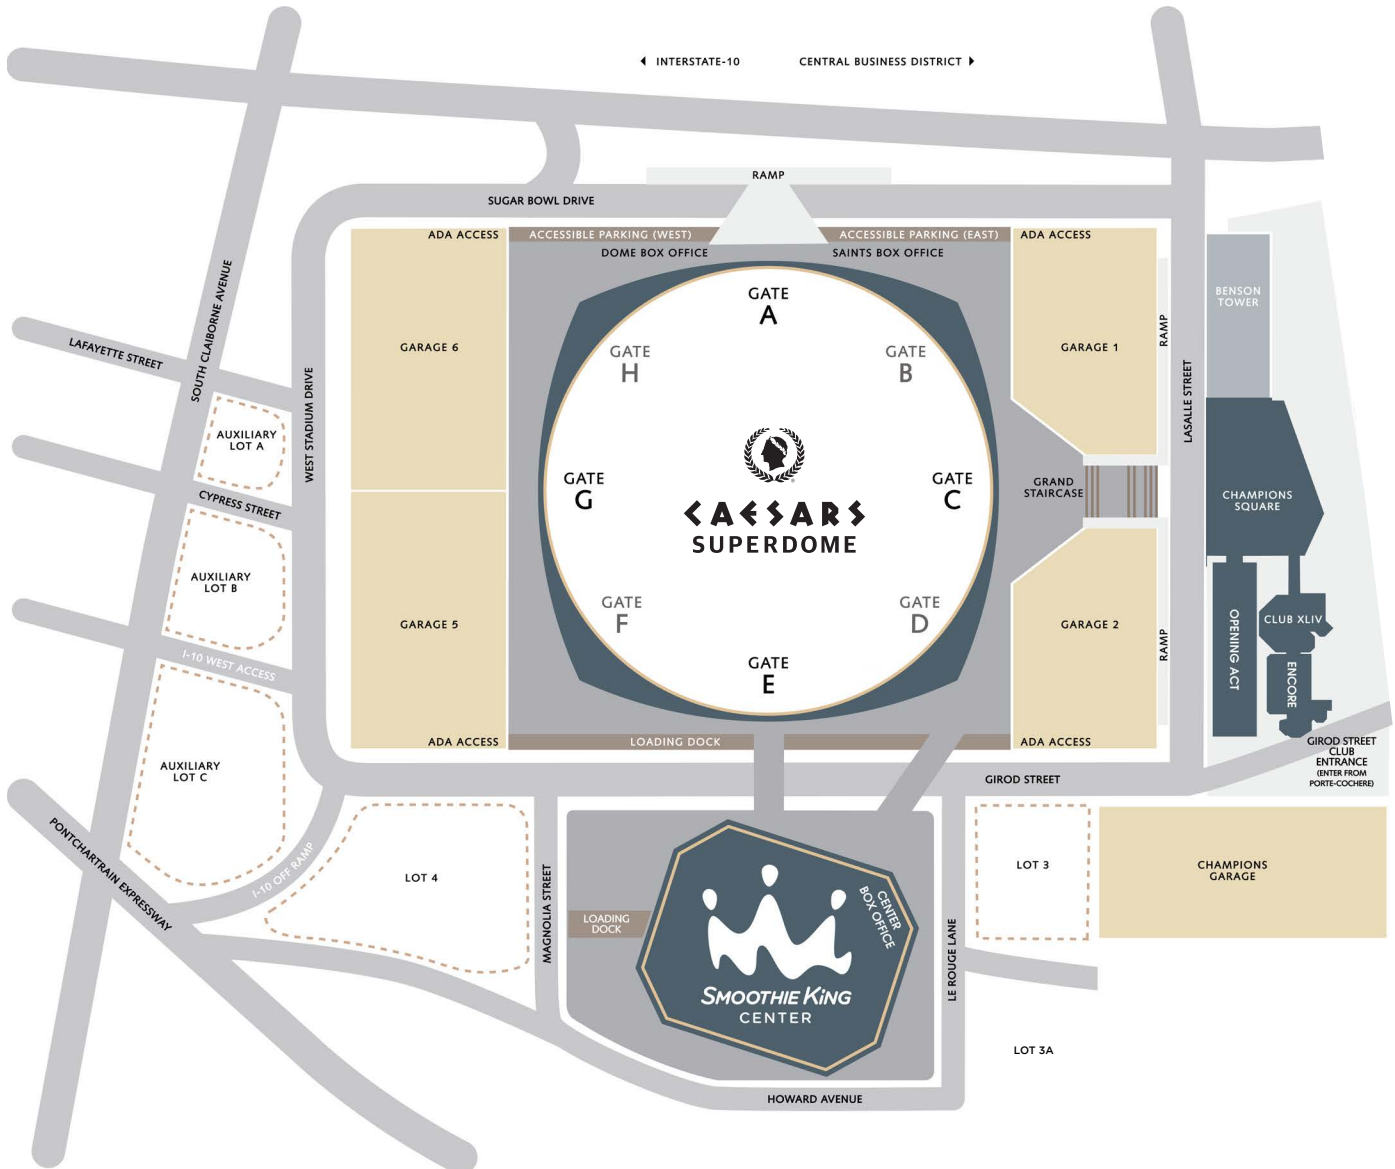 INTERSTATE-10
CENTRAL BUSINESS DISTRICT
RAMP
SUGAR BOWL DRIVE
ADA ACCESS
ACCESSIBLE PARKING (WEST)
ACCESSIBLE PARKING (EAST)
ADA ACCESS
DOME BOX OFFICE
SAINTS BOX OFFICE
SOUTH CLAIBORNE AVENUE
LAFAYETTE STREET
WEST STADIUM DRIVE
GARAGE 6
GATE
A
GATE
H
GATE
B
GARAGE 1
RAMP
LASALLE STREET
BENSON
TOWER
AUXILIARY
LOT A
CYPRESS STREET
GATE
G
CAESARS
SUPERDOME
GATE
C
GRAND
STAIRCASE
CHAMPIONS
SQUARE
AUXILIARY
LOT B
GARAGE 5
GATE
F
GATE
D
GATE
E
GARAGE 2
RAMP
OPENING ACT
CLUB XLIV
ENCORE
I-10 WEST ACCESS
ADA ACCESS
LOADING DOCK
ADA ACCESS
GIROD STREET
CLUB
ENTRANCE
(ENTER FROM
PORTE-COCHERE)
AUXILIARY
LOT C
GIROD STREET
PONTCHARTRAIN EXPRESSWAY
I-10 OFF RAMP
LOT 4
MAGNOLIA STREET
LOADING
DOCK
CENTER
BOX OFFICE
SMOOTHIE KING
CENTER
LE ROUGE LANE
LOT 3
CHAMPIONS
GARAGE
LOT 3A
HOWARD AVENUE